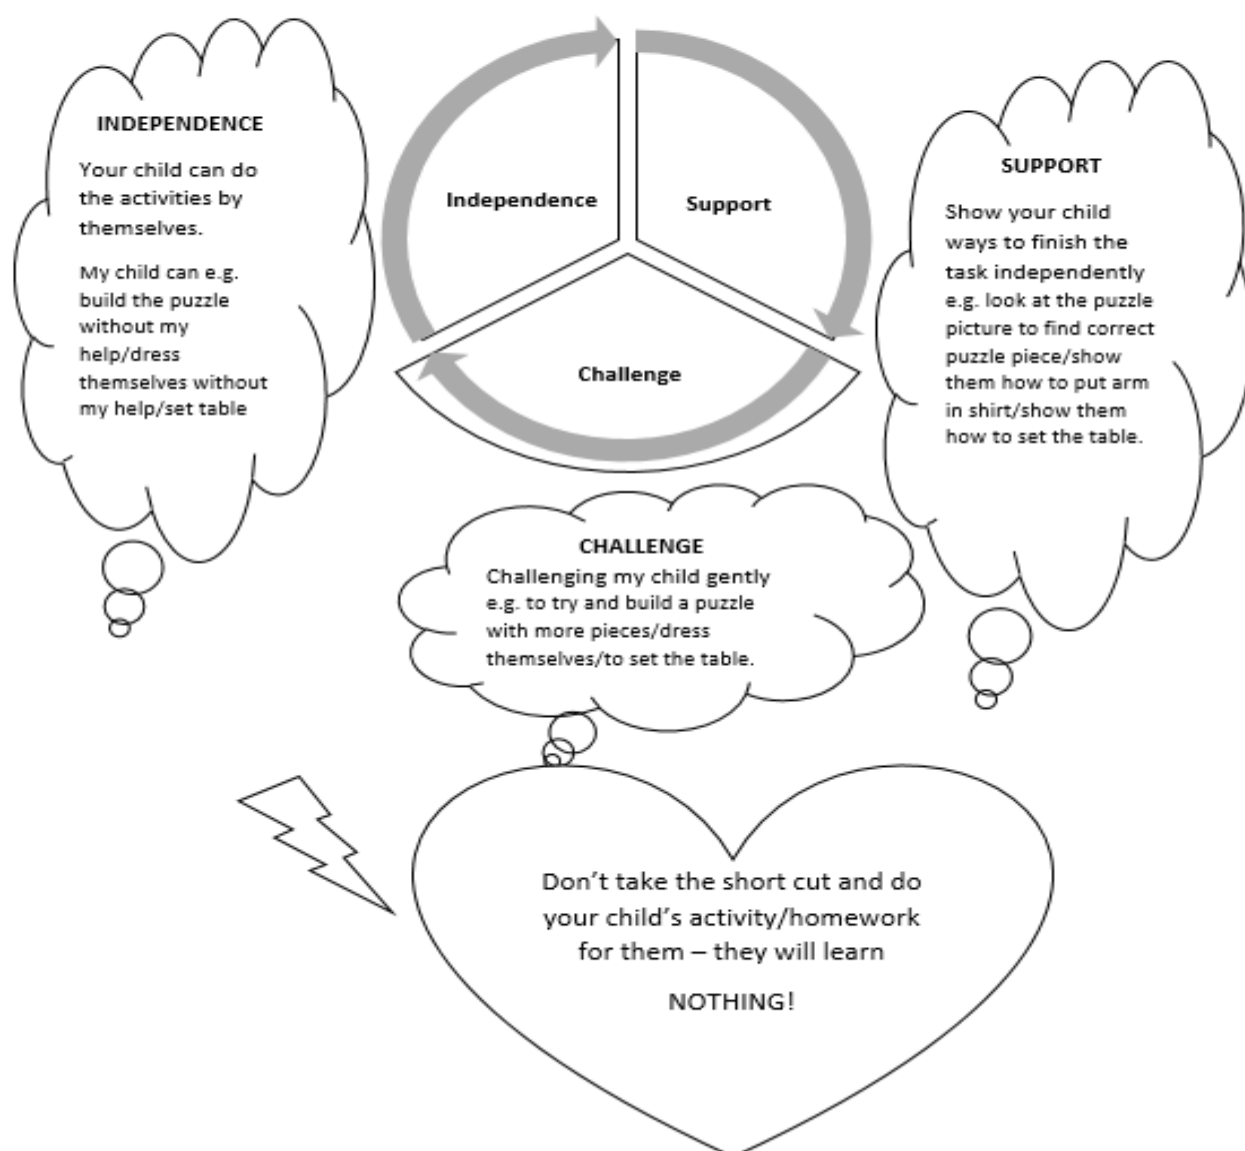 INDEPENDENCE
Your child can do
the activities by
themselves.
My child can e.g.
build the puzzle
without my
help/dress
themselves without
my help/set table
Independence
Support
Challenge
SUPPORT
Show your child
ways to finish the
task independently
e.g. look at the puzzle
picture to find correct
puzzle piece/show
them how to put arm
in shirt/show them
how to set the table.
CHALLENGE
Challenging my child gently
e.g. to try and build a puzzle
with more pieces/dress
themselves/to set the table.
Don’t take the short cut and do
your child’s activity/homework
for them – they will learn
NOTHING!